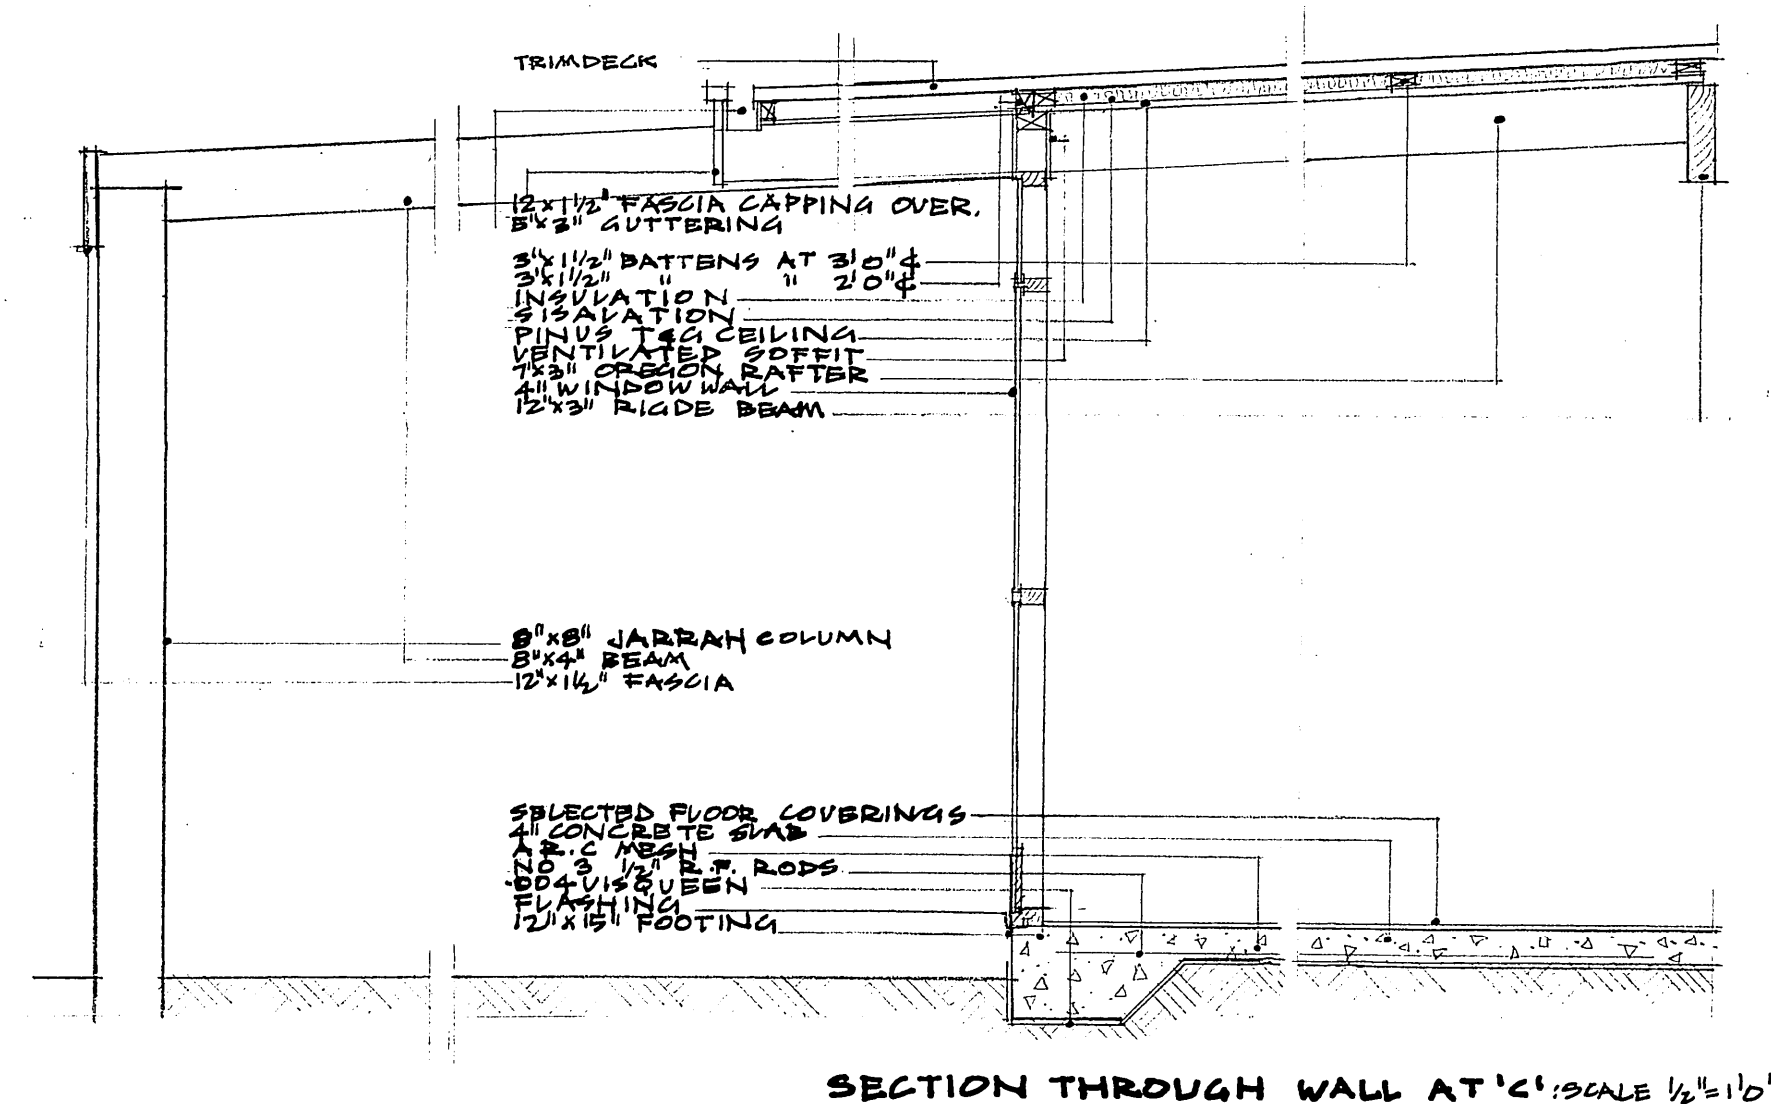 TRIMDECK
12"x1½" FASCIA CAPPING OVER.
5"x3" GUTTERING
3"x1½" BATTENS AT 3'0" ℄
3"x1½" " " 2'0" ℄
INSULATION
SISALATION
PINUS T&G CEILING
VENTILATED SOFFIT
7"x3" OREGON RAFTER
4" WINDOW WALL
12"x3" RIGDE BEAM
8"x8" JARRAH COLUMN
8"x4" BEAM
12"x1½" FASCIA
SELECTED FLOOR COVERINGS
4" CONCRETE SLAB
A.R.C MESH
NO 3 ½" R.F. RODS
.004 VISQUEEN
FLASHING
12"x15" FOOTING
SECTION THROUGH WALL AT 'C': SCALE ½"=1'0"